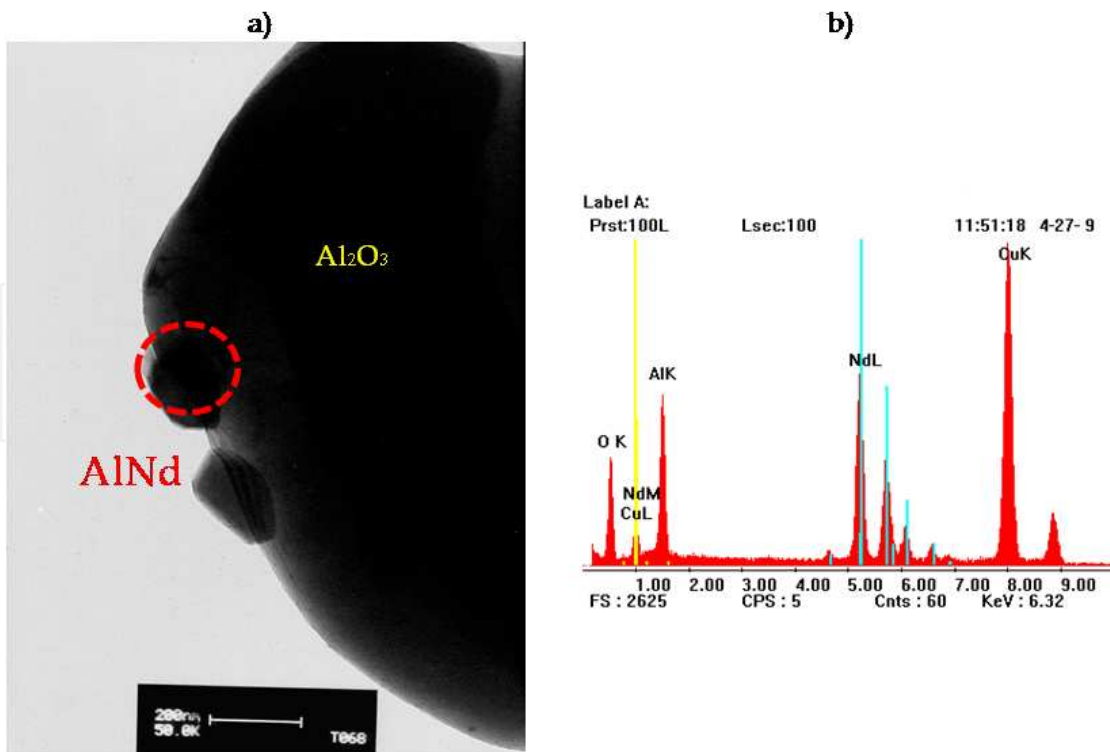 a)
b)
Al₂O₃
AlNd
200nm
50.0K
T068
Label A:
Prst:100L Lsec:100 11:51:18 4-27- 9
CuK
NdL
AlK
O K
NdM
CuL
1.00 2.00 3.00 4.00 5.00 6.00 7.00 8.00 9.00
FS : 2625 CPS : 5 Cnts : 60 KeV : 6.32